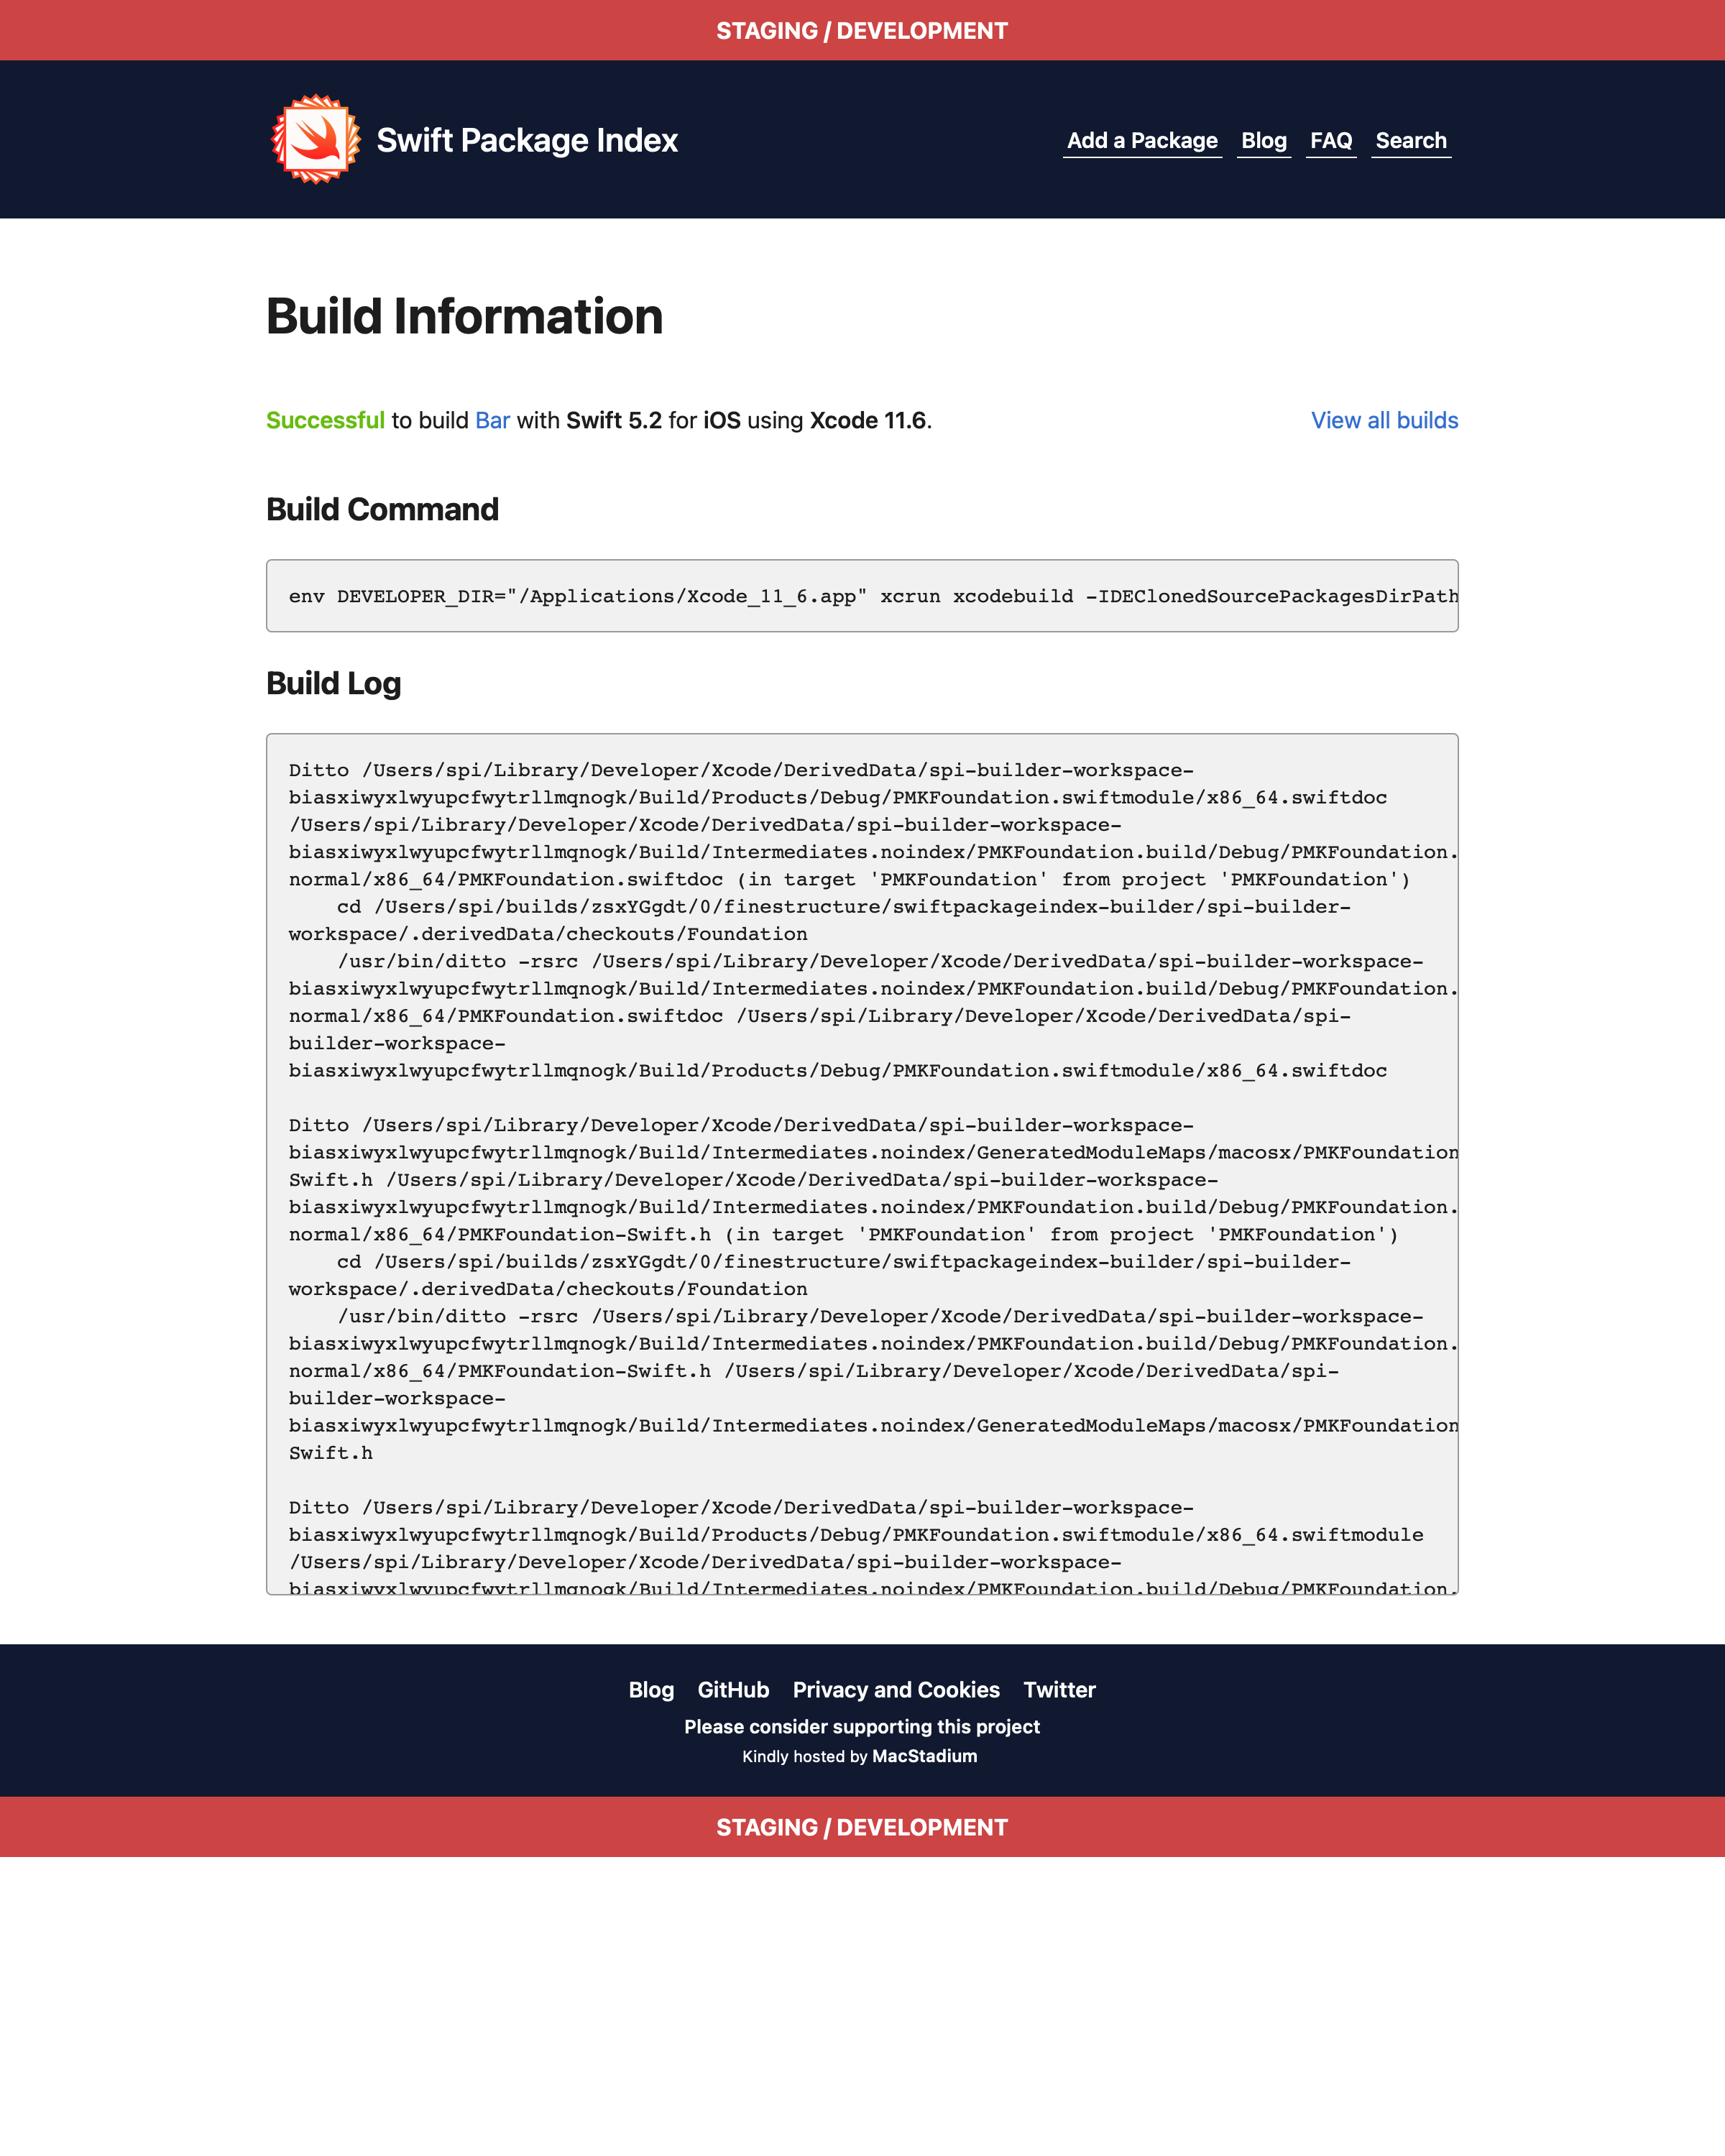 STAGING / DEVELOPMENT
Swift Package Index
Add a Package Blog FAQ Search
Build Information
Successful to build Bar with Swift 5.2 for iOS using Xcode 11.6.
View all builds
Build Command
env DEVELOPER_DIR="/Applications/Xcode_11_6.app" xcrun xcodebuild -IDEClonedSourcePackagesDirPath
Build Log
Ditto /Users/spi/Library/Developer/Xcode/DerivedData/spi-builder-workspace-
biasxiwyxlwyupcfwytrllmqnogk/Build/Products/Debug/PMKFoundation.swiftmodule/x86_64.swiftdoc
/Users/spi/Library/Developer/Xcode/DerivedData/spi-builder-workspace-
biasxiwyxlwyupcfwytrllmqnogk/Build/Intermediates.noindex/PMKFoundation.build/Debug/PMKFoundation.
normal/x86_64/PMKFoundation.swiftdoc (in target 'PMKFoundation' from project 'PMKFoundation')
    cd /Users/spi/builds/zsxYGgdt/0/finestructure/swiftpackageindex-builder/spi-builder-
workspace/.derivedData/checkouts/Foundation
    /usr/bin/ditto -rsrc /Users/spi/Library/Developer/Xcode/DerivedData/spi-builder-workspace-
biasxiwyxlwyupcfwytrllmqnogk/Build/Intermediates.noindex/PMKFoundation.build/Debug/PMKFoundation.
normal/x86_64/PMKFoundation.swiftdoc /Users/spi/Library/Developer/Xcode/DerivedData/spi-
builder-workspace-
biasxiwyxlwyupcfwytrllmqnogk/Build/Products/Debug/PMKFoundation.swiftmodule/x86_64.swiftdoc
Ditto /Users/spi/Library/Developer/Xcode/DerivedData/spi-builder-workspace-
biasxiwyxlwyupcfwytrllmqnogk/Build/Intermediates.noindex/GeneratedModuleMaps/macosx/PMKFoundation
Swift.h /Users/spi/Library/Developer/Xcode/DerivedData/spi-builder-workspace-
biasxiwyxlwyupcfwytrllmqnogk/Build/Intermediates.noindex/PMKFoundation.build/Debug/PMKFoundation.
normal/x86_64/PMKFoundation-Swift.h (in target 'PMKFoundation' from project 'PMKFoundation')
    cd /Users/spi/builds/zsxYGgdt/0/finestructure/swiftpackageindex-builder/spi-builder-
workspace/.derivedData/checkouts/Foundation
    /usr/bin/ditto -rsrc /Users/spi/Library/Developer/Xcode/DerivedData/spi-builder-workspace-
biasxiwyxlwyupcfwytrllmqnogk/Build/Intermediates.noindex/PMKFoundation.build/Debug/PMKFoundation.
normal/x86_64/PMKFoundation-Swift.h /Users/spi/Library/Developer/Xcode/DerivedData/spi-
builder-workspace-
biasxiwyxlwyupcfwytrllmqnogk/Build/Intermediates.noindex/GeneratedModuleMaps/macosx/PMKFoundation
Swift.h
Ditto /Users/spi/Library/Developer/Xcode/DerivedData/spi-builder-workspace-
biasxiwyxlwyupcfwytrllmqnogk/Build/Products/Debug/PMKFoundation.swiftmodule/x86_64.swiftmodule
/Users/spi/Library/Developer/Xcode/DerivedData/spi-builder-workspace-
biasxiwyxlwyupcfwytrllmqnogk/Build/Intermediates.noindex/PMKFoundation.build/Debug/PMKFoundation.
Blog GitHub Privacy and Cookies Twitter
Please consider supporting this project
Kindly hosted by MacStadium
STAGING / DEVELOPMENT